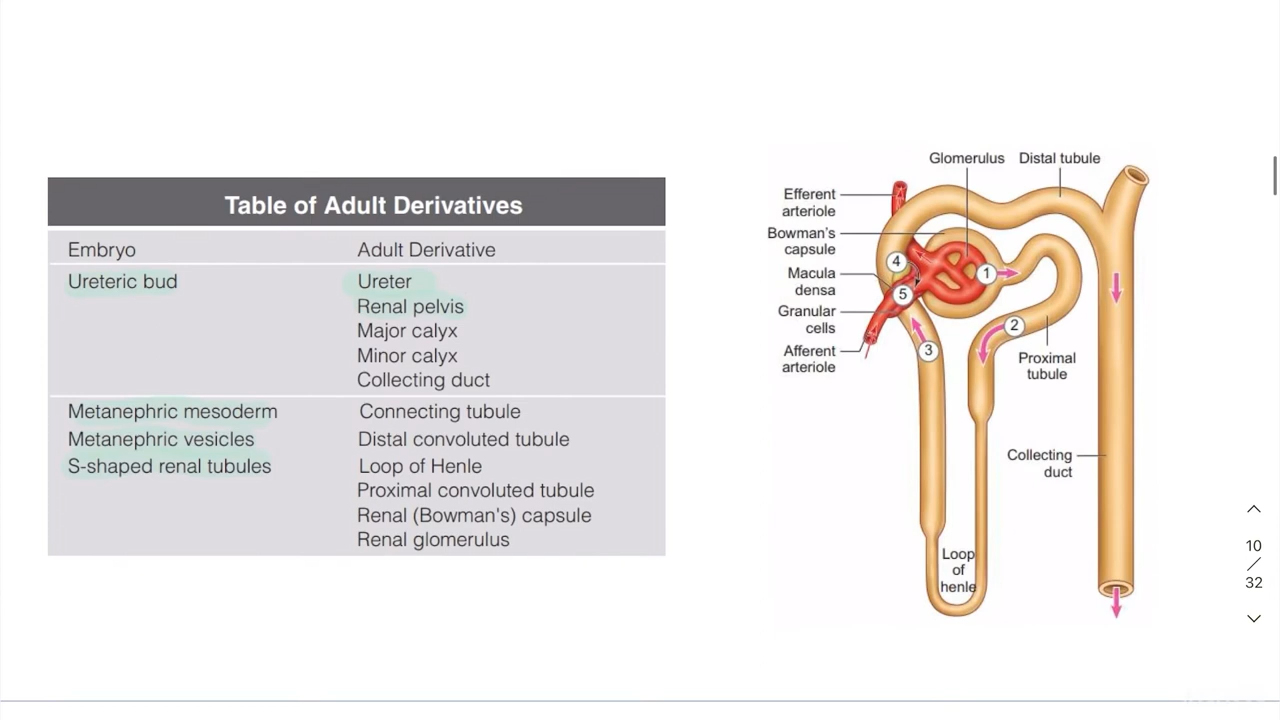 Table of Adult Derivatives
Embryo Adult Derivative
Ureteric bud Ureter
Renal pelvis
Major calyx
Minor calyx
Collecting duct
Metanephric mesoderm Connecting tubule
Metanephric vesicles Distal convoluted tubule
S-shaped renal tubules Loop of Henle
Proximal convoluted tubule
Renal (Bowman's) capsule
Renal glomerulus
Glomerulus Distal tubule
Efferent
arteriole
Bowman's
capsule
Macula
densa
Granular
cells
Afferent
arteriole
1
2
3
4
5
Proximal
tubule
Collecting
duct
Loop
of
henle
10
/
32